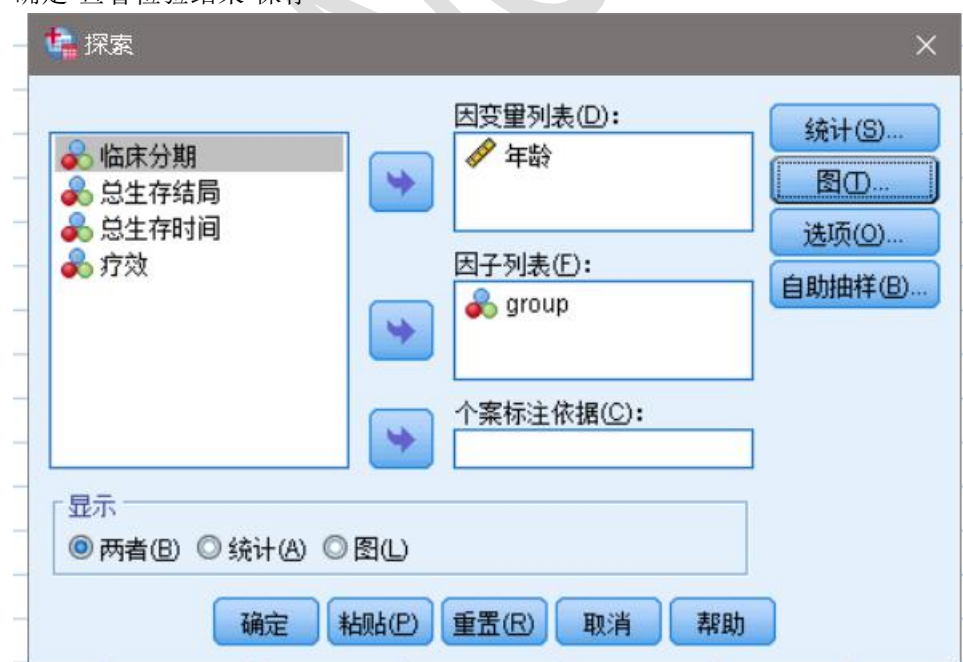 探索
因变量列表(D):
临床分期
总生存结局
总生存时间
疗效
年龄
因子列表(F):
group
个案标注依据(C):
统计(S)...
图(T)...
选项(O)...
自助抽样(B)...
显示
两者(B) 统计(A) 图(L)
确定 粘贴(P) 重置(R) 取消 帮助